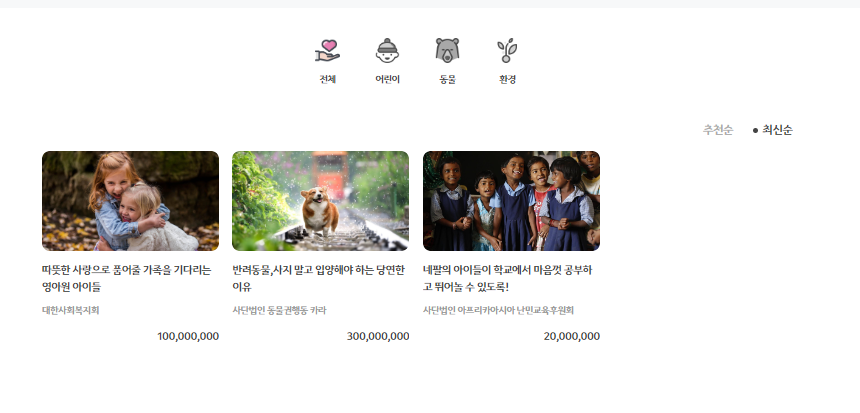 전체 어린이 동물 환경
추천순 ● 최신순
따뜻한 사랑으로 품어줄 가족을 기다리는
영아원 아이들
대한사회복지회
100,000,000
반려동물,사지 말고 입양해야 하는 당연한
이유
사단법인 동물권행동 카라
300,000,000
네팔의 아이들이 학교에서 마음껏 공부하
고 뛰어놀 수 있도록!
사단법인 아프리카아시아 난민교육후원회
20,000,000